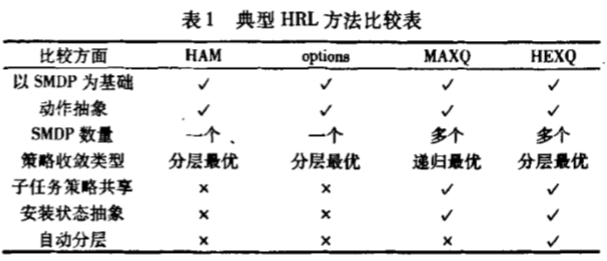 表1 典型 HRL 方法比较表
比较方面 HAM options MAXQ HEXQ
以 SMDP 为基础 ✓ ✓ ✓ ✓
动作抽象 ✓ ✓ ✓ ✓
SMDP 数量 一个 一个 多个 多个
策略收敛类型 分层最优 分层最优 递归最优 分层最优
子任务策略共享 × × ✓ ✓
安装状态抽象 × × ✓ ✓
自动分层 × × × ✓